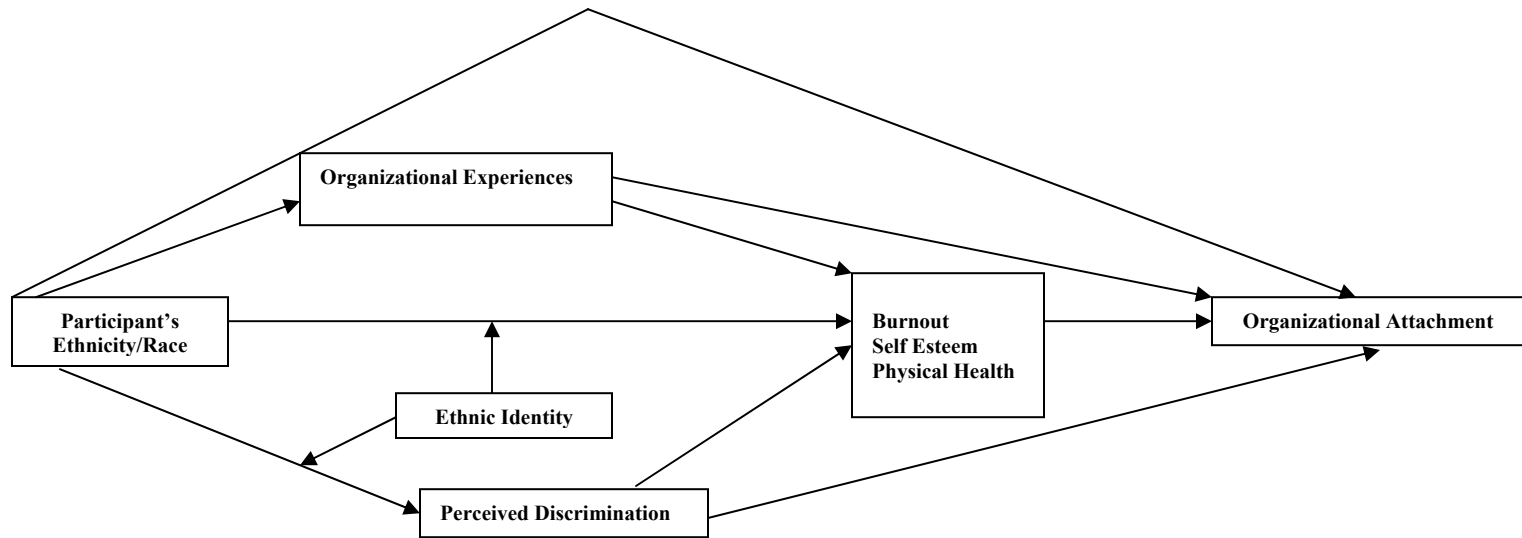 Organizational Experiences
Participant’s
Ethnicity/Race
Burnout
Self Esteem
Physical Health
Organizational Attachment
Ethnic Identity
Perceived Discrimination